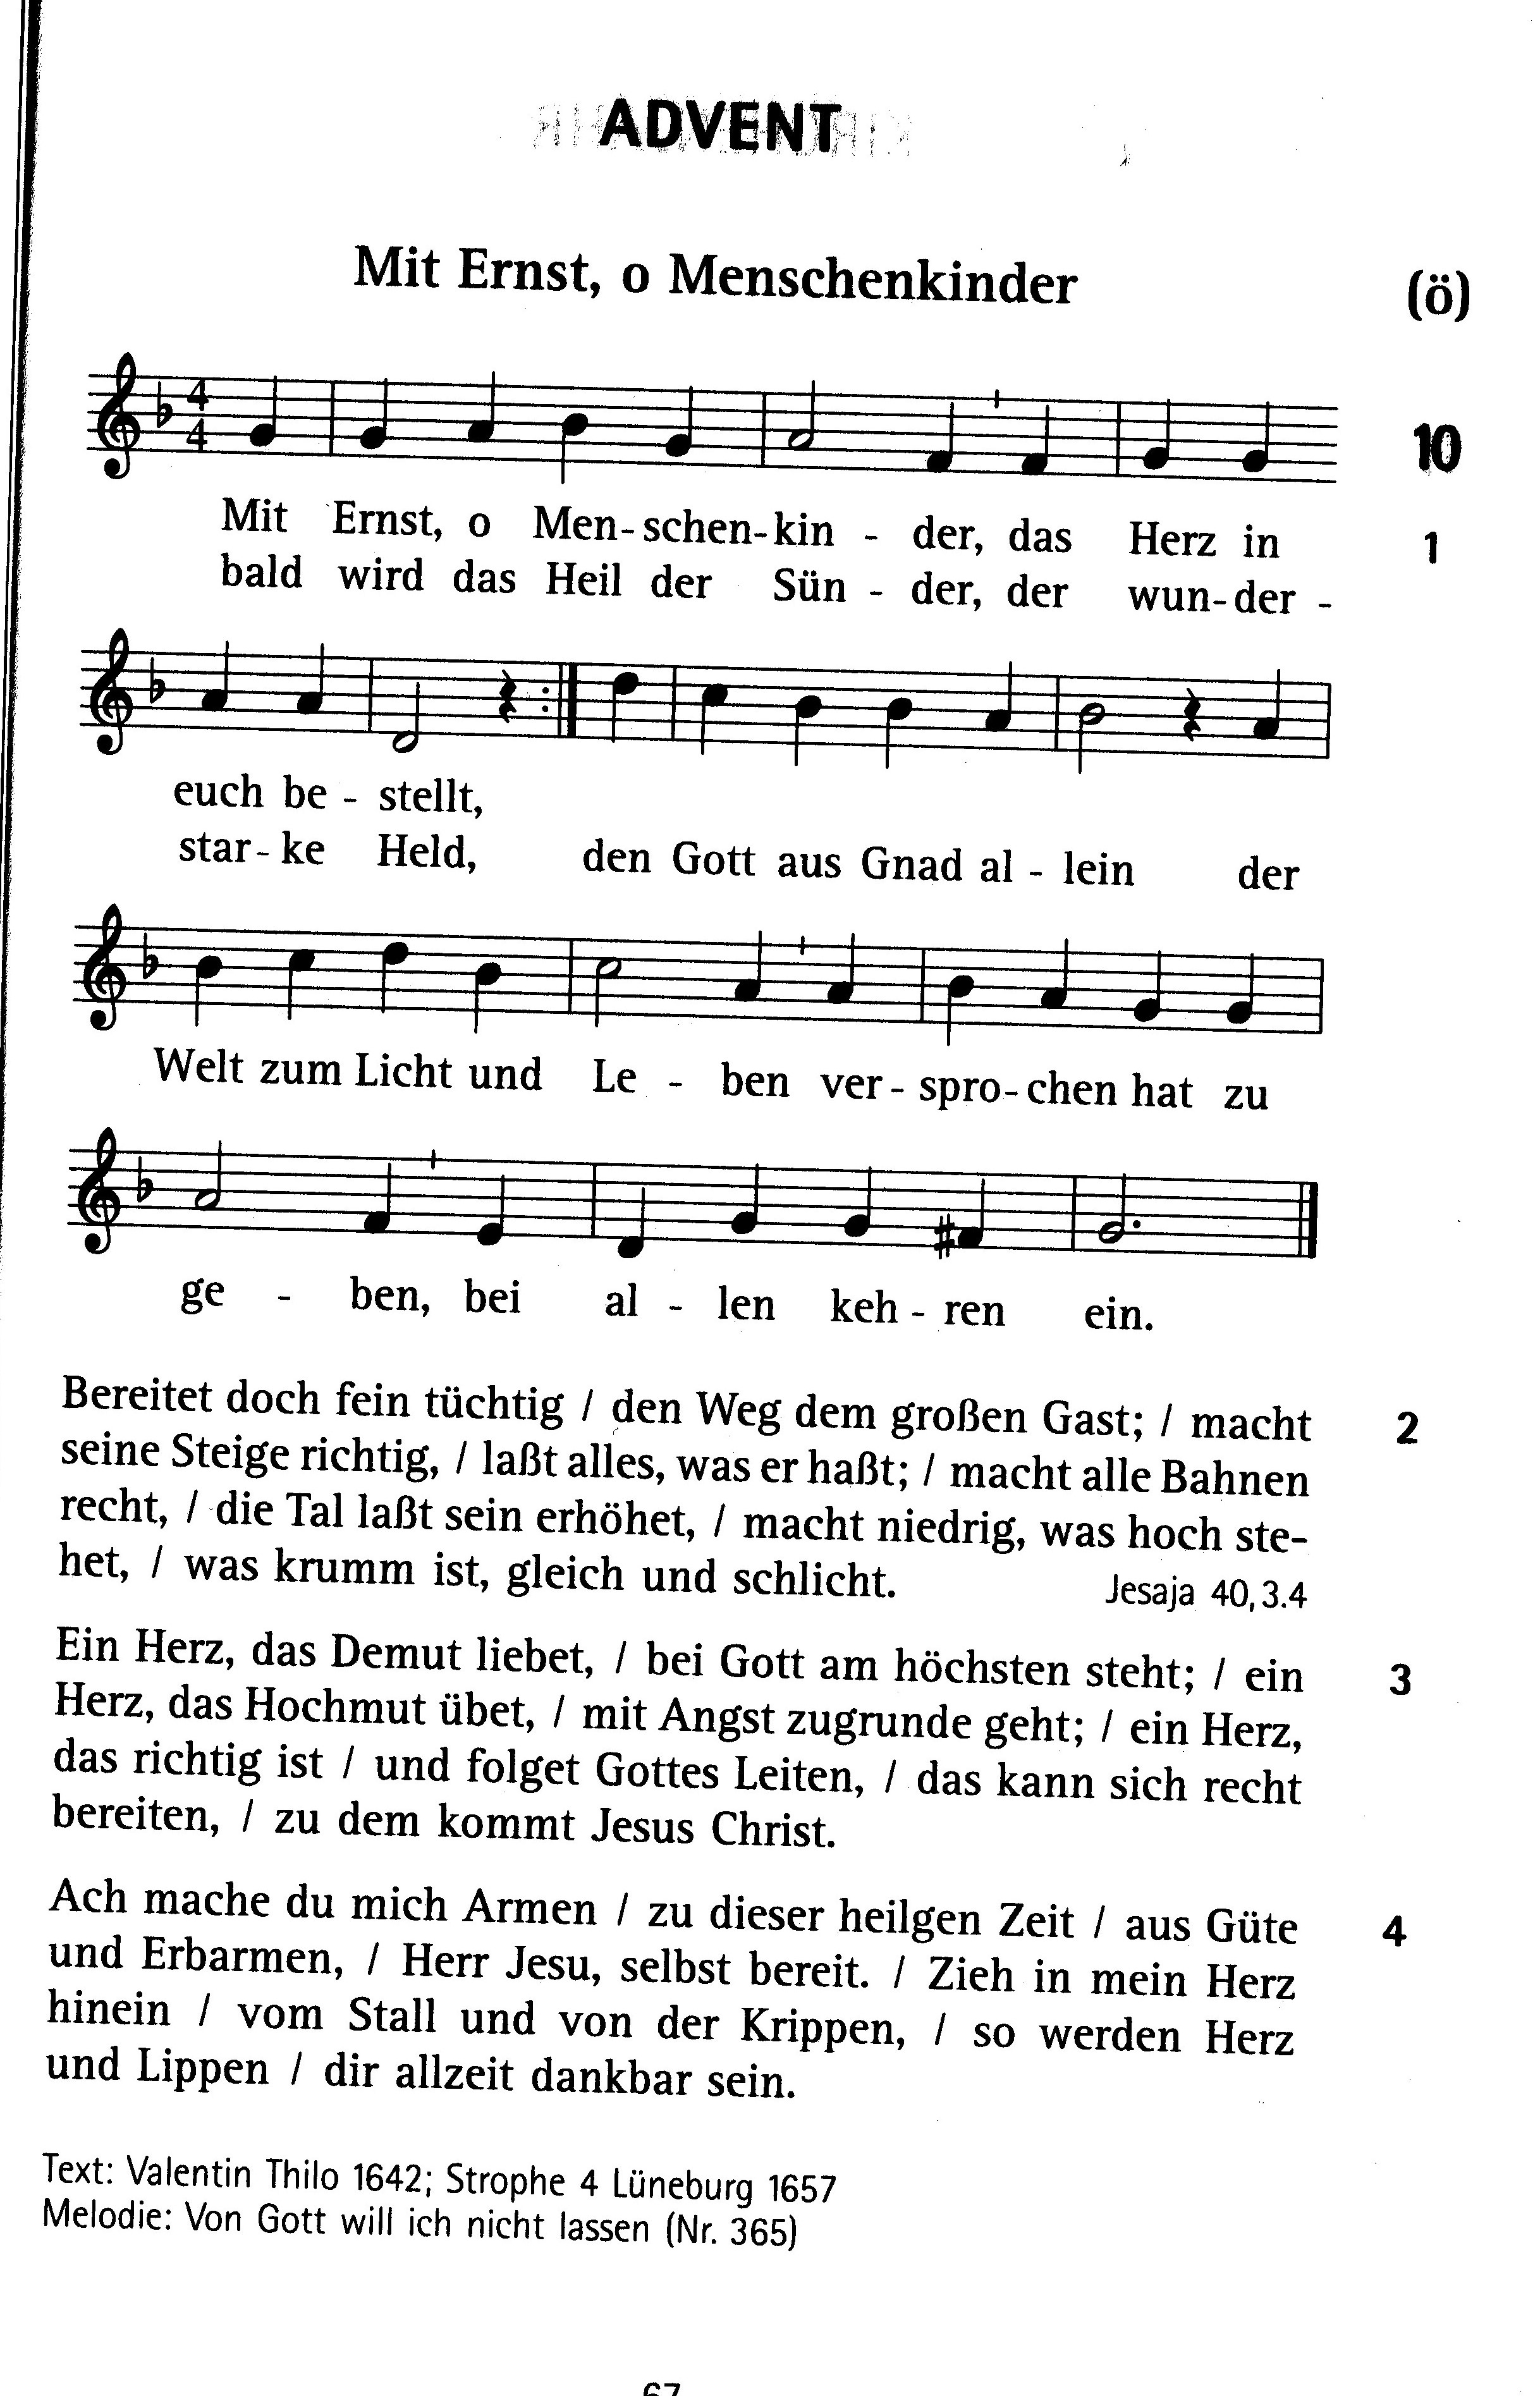 ADVENT
Mit Ernst, o Menschenkinder (ö)
10
Mit Ernst, o Men-schen-kin - der, das Herz in 1
bald wird das Heil der Sün - der, der wun-der -
euch be - stellt,
star-ke Held, den Gott aus Gnad al - lein der
Welt zum Licht und Le - ben ver-spro-chen hat zu
ge - ben, bei al - len keh - ren ein.
Bereitet doch fein tüchtig / den Weg dem großen Gast; / macht 2
seine Steige richtig, / laßt alles, was er haßt; / macht alle Bahnen
recht, / die Tal laßt sein erhöhet, / macht niedrig, was hoch ste-
het, / was krumm ist, gleich und schlicht. Jesaja 40,3.4
Ein Herz, das Demut liebet, / bei Gott am höchsten steht; / ein 3
Herz, das Hochmut übet, / mit Angst zugrunde geht; / ein Herz,
das richtig ist / und folget Gottes Leiten, / das kann sich recht
bereiten, / zu dem kommt Jesus Christ.
Ach mache du mich Armen / zu dieser heilgen Zeit / aus Güte 4
und Erbarmen, / Herr Jesu, selbst bereit. / Zieh in mein Herz
hinein / vom Stall und von der Krippen, / so werden Herz
und Lippen / dir allzeit dankbar sein.
Text: Valentin Thilo 1642; Strophe 4 Lüneburg 1657
Melodie: Von Gott will ich nicht lassen (Nr. 365)
67